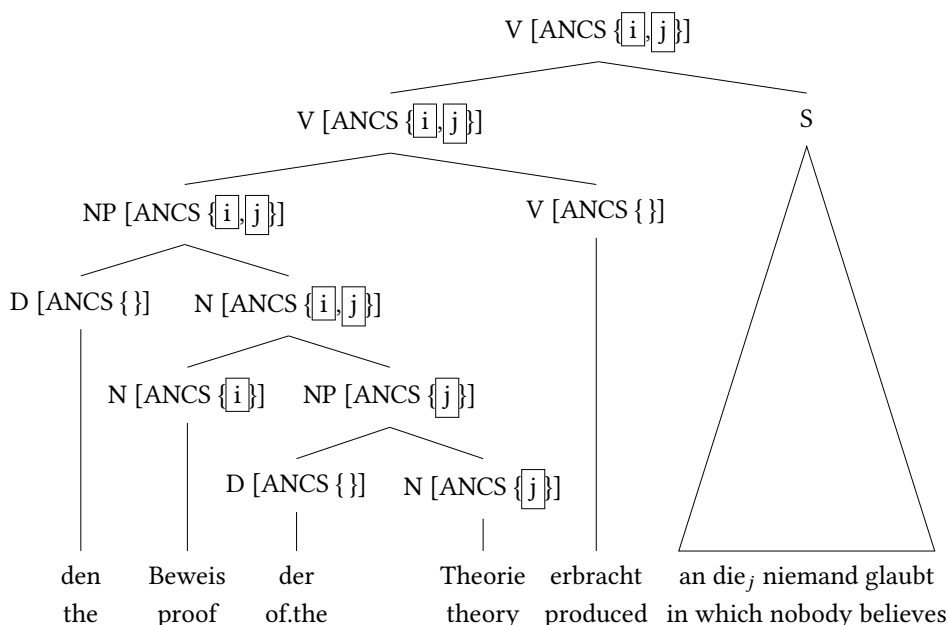 V [ANCS {i, j}]
V [ANCS {i, j}] S
NP [ANCS {i, j}] V [ANCS {}]
D [ANCS {}] N [ANCS {i, j}]
N [ANCS {i}] NP [ANCS {j}]
D [ANCS {}] N [ANCS {j}]
den Beweis der Theorie erbracht an die_j niemand glaubt
the proof of.the theory produced in which nobody believes